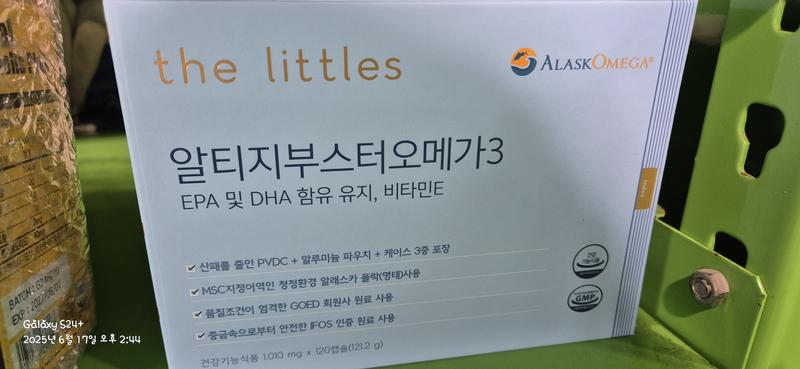 the littles
ALASKOMEGA®
알티지부스터오메가3
EPA 및 DHA 함유 유지, 비타민E
산패를 줄인 PVDC + 알루미늄 파우치 + 케이스 3중 포장
MSC지정어역인 청정환경 알래스카 폴락(명태)사용
품질조건이 엄격한 GOED 회원사 원료 사용
중금속으로부터 안전한 IFOS 인증 원료 사용
건강기능식품 1,010 mg x 120캡슐(121.2 g)
건강
기능식품
GMP
Galaxy S24+
2025년 6월 17일 오후 2:44